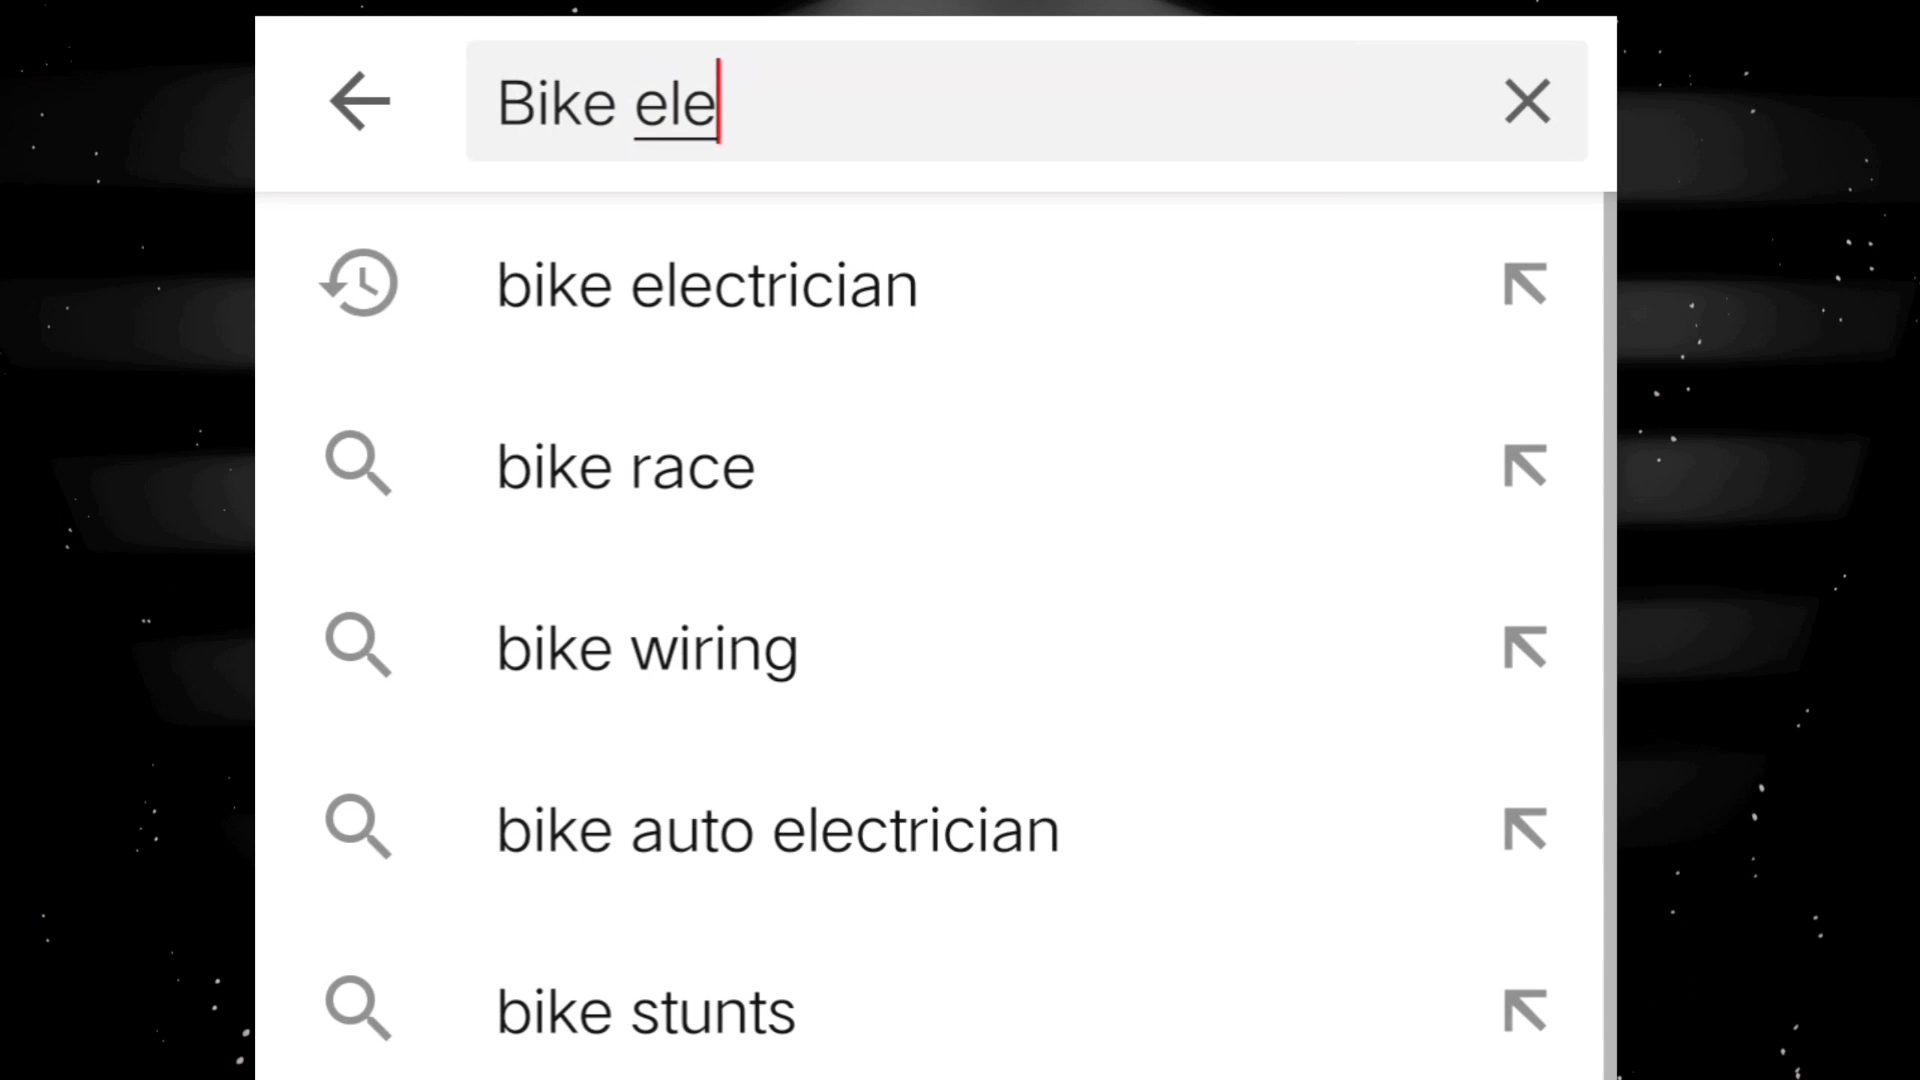 Bike ele
bike electrician
bike race
bike wiring
bike auto electrician
bike stunts